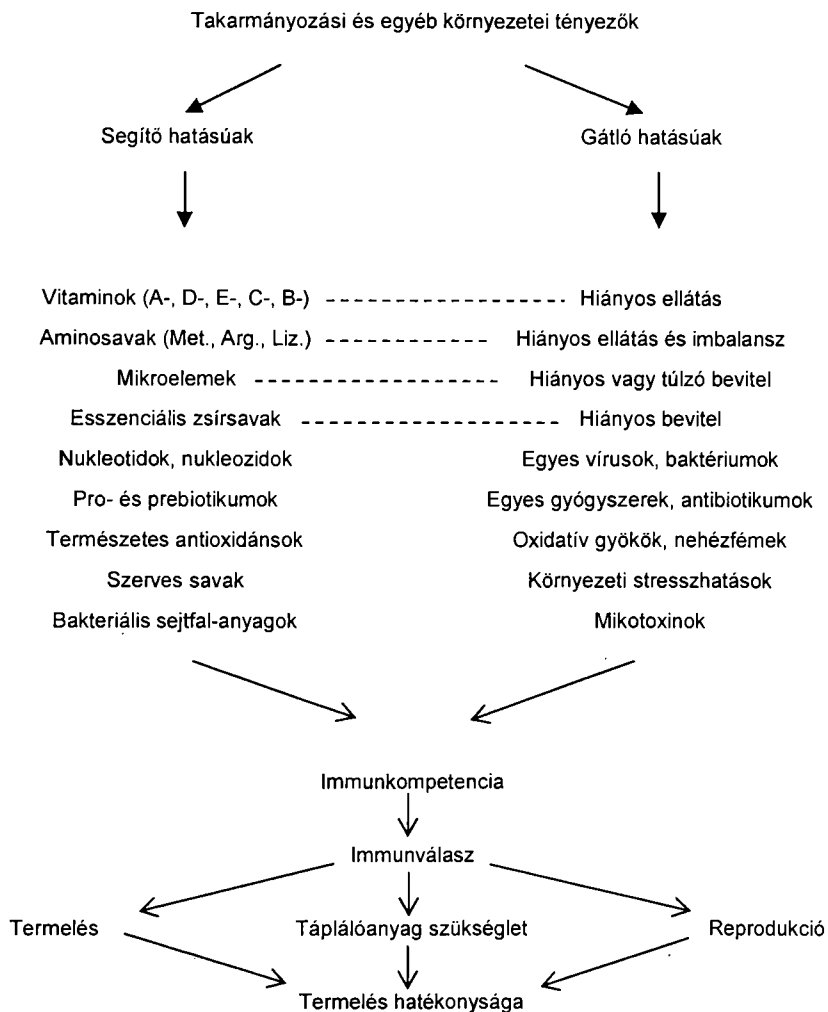 Takarmányozási és egyéb környezetei tényezők
Segítő hatásúak Gátló hatásúak
Vitaminok (A-, D-, E-, C-, B-) Hiányos ellátás
Aminosavak (Met., Arg., Liz.) Hiányos ellátás és imbalansz
Mikroelemek Hiányos vagy túlzó bevitel
Esszenciális zsírsavak Hiányos bevitel
Nukleotidok, nukleozidok Egyes vírusok, baktériumok
Pro- és prebiotikumok Egyes gyógyszerek, antibiotikumok
Természetes antioxidánsok Oxidatív gyökök, nehézfémek
Szerves savak Környezeti stresszhatások
Bakteriális sejtfal-anyagok Mikotoxinok
Immunkompetencia
Immunválasz
Termelés Táplálóanyag szükséglet Reprodukció
Termelés hatékonysága